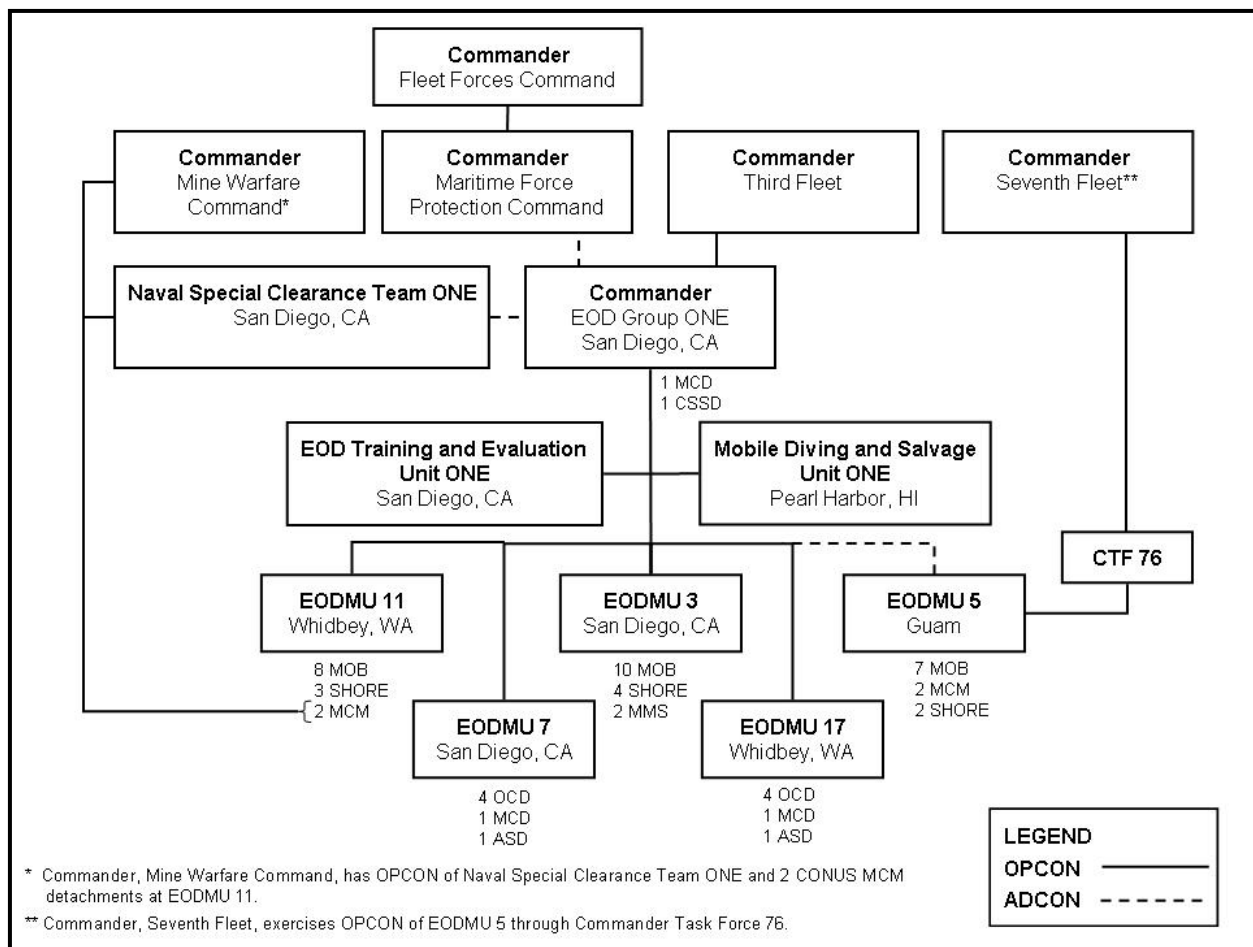 Commander
Fleet Forces Command
Commander
Mine Warfare
Command*
Commander
Maritime Force
Protection Command
Commander
Third Fleet
Commander
Seventh Fleet**
Naval Special Clearance Team ONE
San Diego, CA
Commander
EOD Group ONE
San Diego, CA
1 MCD
1 CSSD
EOD Training and Evaluation
Unit ONE
San Diego, CA
Mobile Diving and Salvage
Unit ONE
Pearl Harbor, HI
CTF 76
EODMU 11
Whidbey, WA
8 MOB
3 SHORE
2 MCM
EODMU 3
San Diego, CA
10 MOB
4 SHORE
2 MMS
EODMU 5
Guam
7 MOB
2 MCM
2 SHORE
EODMU 7
San Diego, CA
4 OCD
1 MCD
1 ASD
EODMU 17
Whidbey, WA
4 OCD
1 MCD
1 ASD
LEGEND
OPCON
ADCON
* Commander, Mine Warfare Command, has OPCON of Naval Special Clearance Team ONE and 2 CONUS MCM
detachments at EODMU 11.
** Commander, Seventh Fleet, exercises OPCON of EODMU 5 through Commander Task Force 76.